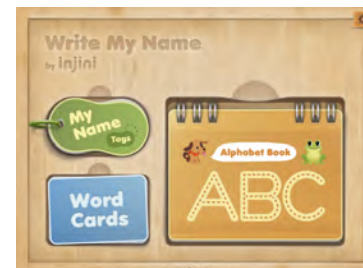 Write My Name
by injini
My
Name
Tags
Alphabet Book
ABC
Word
Cards